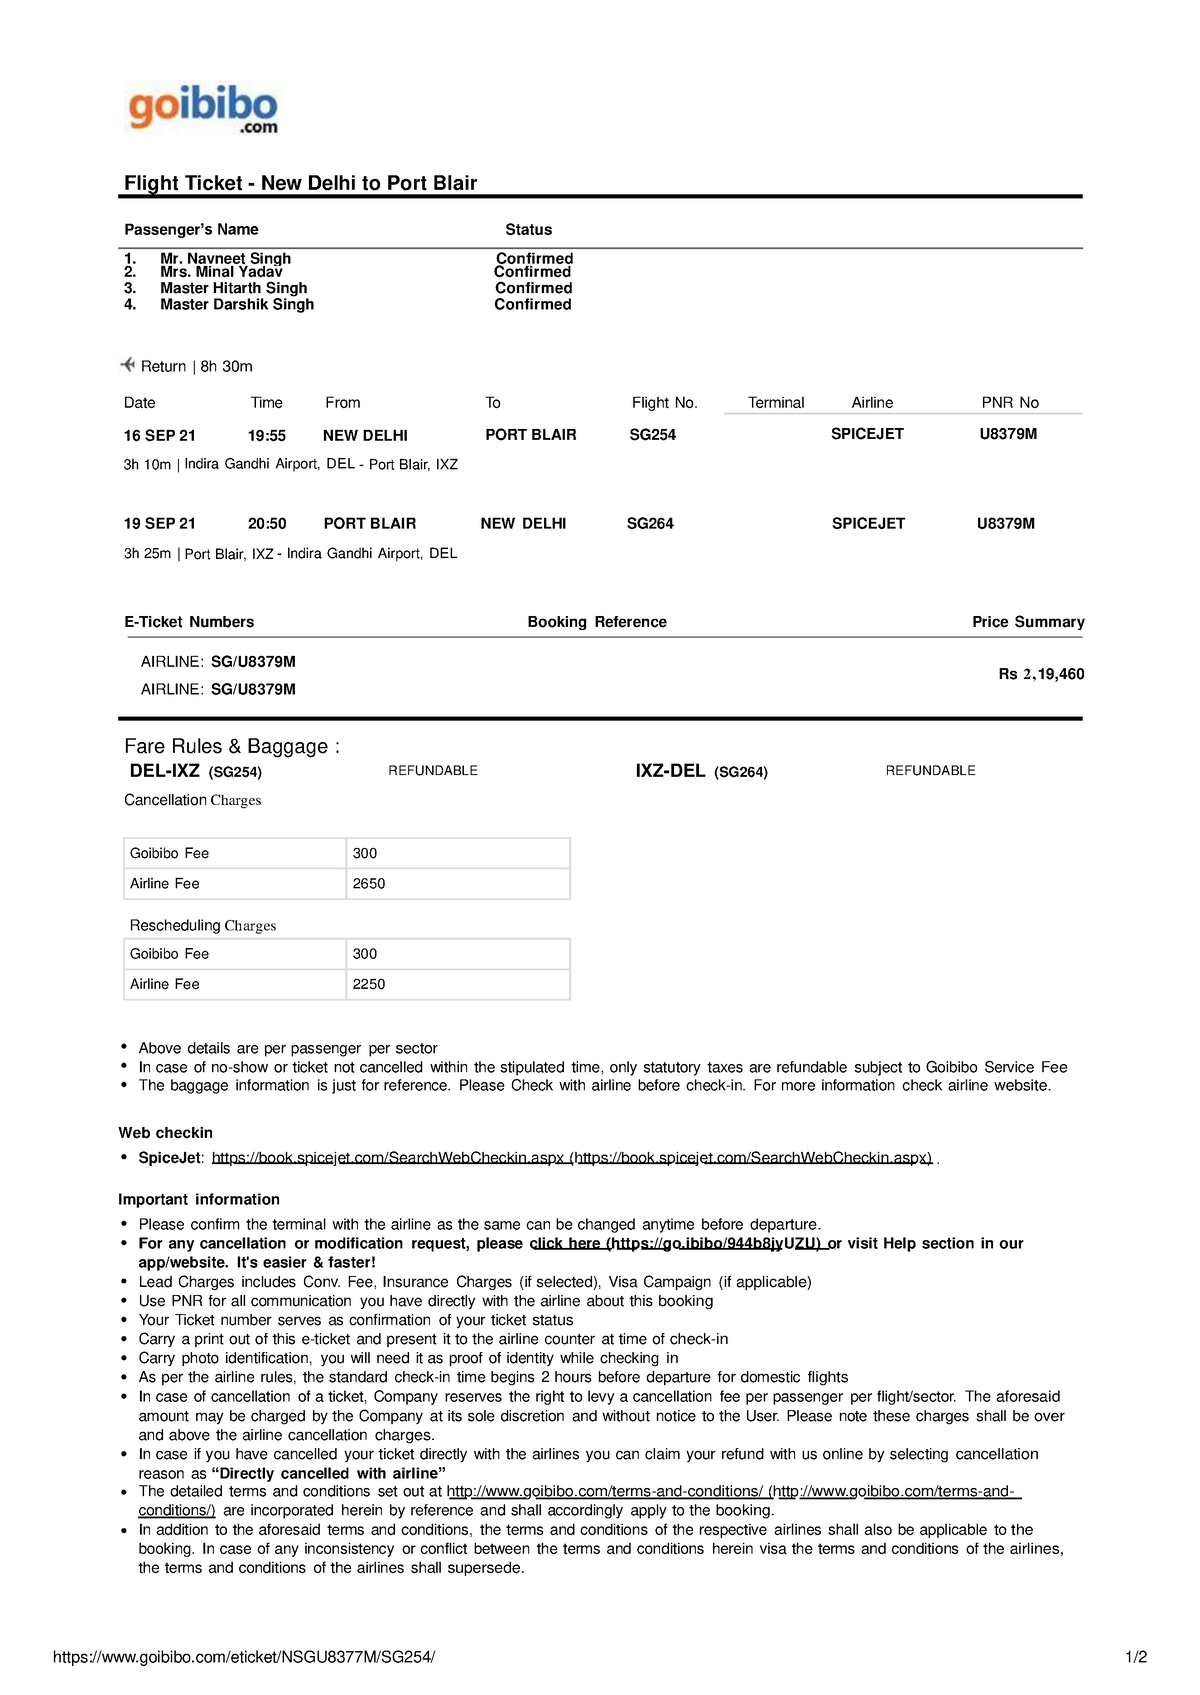 goibibo
.com
Flight Ticket - New Delhi to Port Blair
Passenger's Name Status
1. Mr. Navneet Singh Confirmed
2. Mrs. Minal Yadav Confirmed
3. Master Hitarth Singh Confirmed
4. Master Darshik Singh Confirmed
Return | 8h 30m
Date Time From To Flight No. Terminal Airline PNR No
16 SEP 21 19:55 NEW DELHI PORT BLAIR SG254 SPICEJET U8379M
3h 10m | Indira Gandhi Airport, DEL - Port Blair, IXZ
19 SEP 21 20:50 PORT BLAIR NEW DELHI SG264 SPICEJET U8379M
3h 25m | Port Blair, IXZ - Indira Gandhi Airport, DEL
E-Ticket Numbers Booking Reference Price Summary
AIRLINE: SG/U8379M
Rs 2,19,460
AIRLINE: SG/U8379M
Fare Rules & Baggage :
DEL-IXZ (SG254) REFUNDABLE IXZ-DEL (SG264) REFUNDABLE
Cancellation Charges
Goibibo Fee 300
Airline Fee 2650
Rescheduling Charges
Goibibo Fee 300
Airline Fee 2250
• Above details are per passenger per sector
• In case of no-show or ticket not cancelled within the stipulated time, only statutory taxes are refundable subject to Goibibo Service Fee
• The baggage information is just for reference. Please Check with airline before check-in. For more information check airline website.
Web checkin
• SpiceJet: https://book.spicejet.com/SearchWebCheckin.aspx (https://book.spicejet.com/SearchWebCheckin.aspx) .
Important information
• Please confirm the terminal with the airline as the same can be changed anytime before departure.
• For any cancellation or modification request, please click here (https://go.ibibo/944b8jyUZU) or visit Help section in our
app/website. It's easier & faster!
• Lead Charges includes Conv. Fee, Insurance Charges (if selected), Visa Campaign (if applicable)
• Use PNR for all communication you have directly with the airline about this booking
• Your Ticket number serves as confirmation of your ticket status
• Carry a print out of this e-ticket and present it to the airline counter at time of check-in
• Carry photo identification, you will need it as proof of identity while checking in
• As per the airline rules, the standard check-in time begins 2 hours before departure for domestic flights
• In case of cancellation of a ticket, Company reserves the right to levy a cancellation fee per passenger per flight/sector. The aforesaid
amount may be charged by the Company at its sole discretion and without notice to the User. Please note these charges shall be over
and above the airline cancellation charges.
• In case if you have cancelled your ticket directly with the airlines you can claim your refund with us online by selecting cancellation
reason as “Directly cancelled with airline”
• The detailed terms and conditions set out at http://www.goibibo.com/terms-and-conditions/ (http://www.goibibo.com/terms-and-
conditions/) are incorporated herein by reference and shall accordingly apply to the booking.
• In addition to the aforesaid terms and conditions, the terms and conditions of the respective airlines shall also be applicable to the
booking. In case of any inconsistency or conflict between the terms and conditions herein visa the terms and conditions of the airlines,
the terms and conditions of the airlines shall supersede.
https://www.goibibo.com/eticket/NSGU8377M/SG254/ 1/2